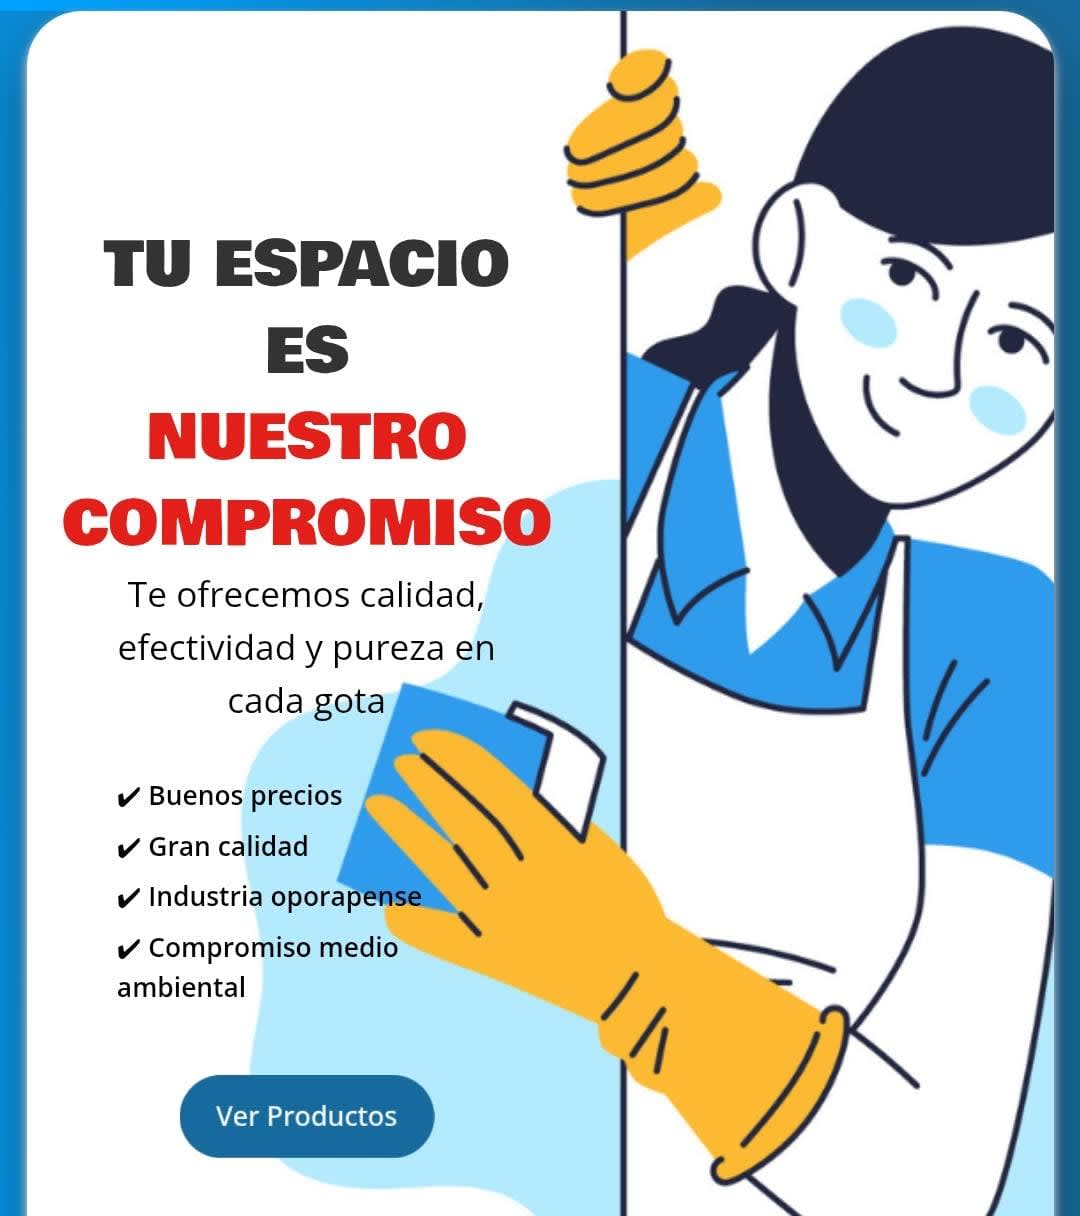 TU ESPACIO
ES
NUESTRO
COMPROMISO
Te ofrecemos calidad,
efectividad y pureza en
cada gota
✔ Buenos precios
✔ Gran calidad
✔ Industria oporapense
✔ Compromiso medio
ambiental
Ver Productos